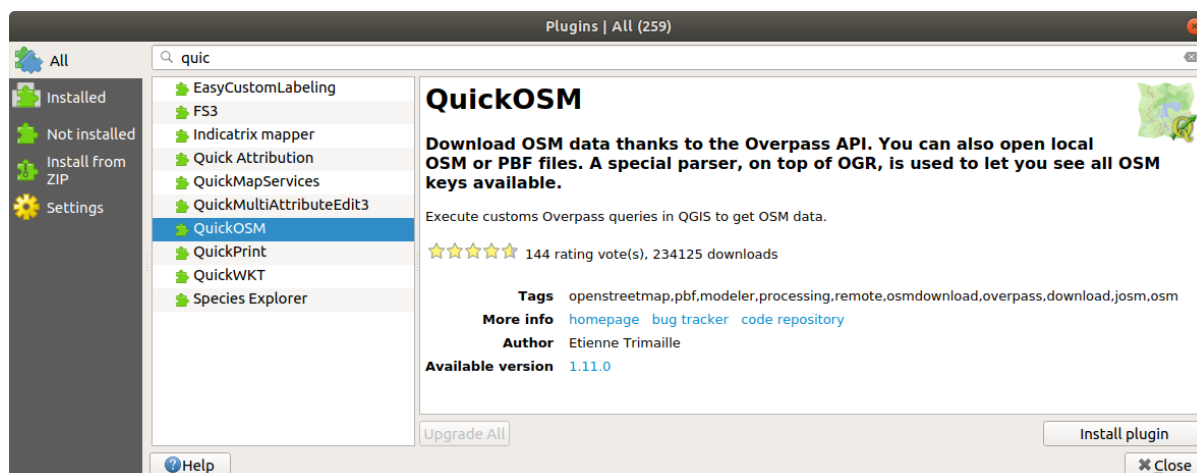 Plugins | All (259)
All
Installed
Not installed
Install from
ZIP
Settings
quic
EasyCustomLabeling
FS3
Indicatrix mapper
Quick Attribution
QuickMapServices
QuickMultiAttributeEdit3
QuickOSM
QuickPrint
QuickWKT
Species Explorer
QuickOSM
Download OSM data thanks to the Overpass API. You can also open local
OSM or PBF files. A special parser, on top of OGR, is used to let you see all OSM
keys available.
Execute customs Overpass queries in QGIS to get OSM data.
144 rating vote(s), 234125 downloads
Tags openstreetmap,pbf,modeler,processing,remote,osmdownload,overpass,download,josm,osm
More info homepage bug tracker code repository
Author Etienne Trimaille
Available version 1.11.0
Upgrade All
Install plugin
Help
Close